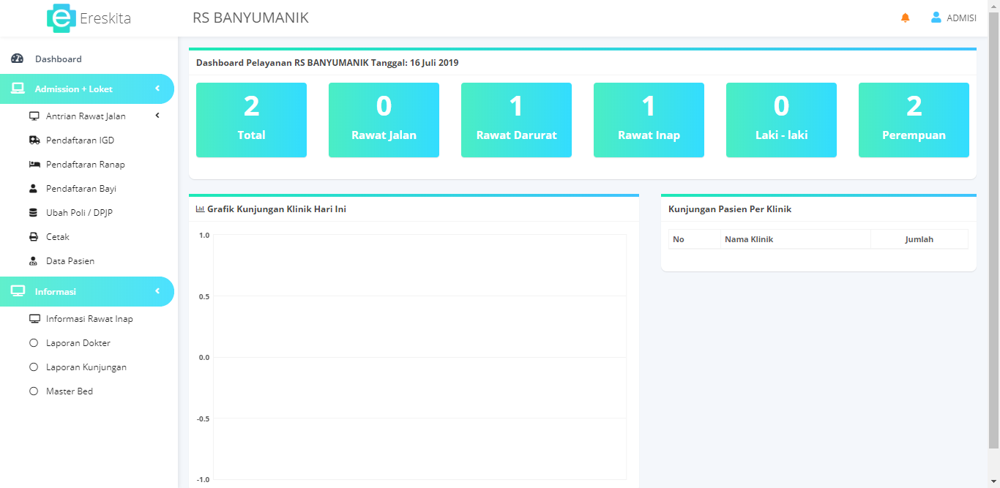 Ereskita
RS BANYUMANIK
ADMISI
Dashboard
Admission + Loket
Antrian Rawat Jalan
Pendaftaran IGD
Pendaftaran Ranap
Pendaftaran Bayi
Ubah Poli / DPJP
Cetak
Data Pasien
Informasi
Informasi Rawat Inap
Laporan Dokter
Laporan Kunjungan
Master Bed
Dashboard Pelayanan RS BANYUMANIK Tanggal: 16 Juli 2019
2
Total
0
Rawat Jalan
1
Rawat Darurat
1
Rawat Inap
0
Laki - laki
2
Perempuan
Grafik Kunjungan Klinik Hari Ini
1.0
0.5
0.0
-0.5
-1.0
Kunjungan Pasien Per Klinik
No Nama Klinik Jumlah